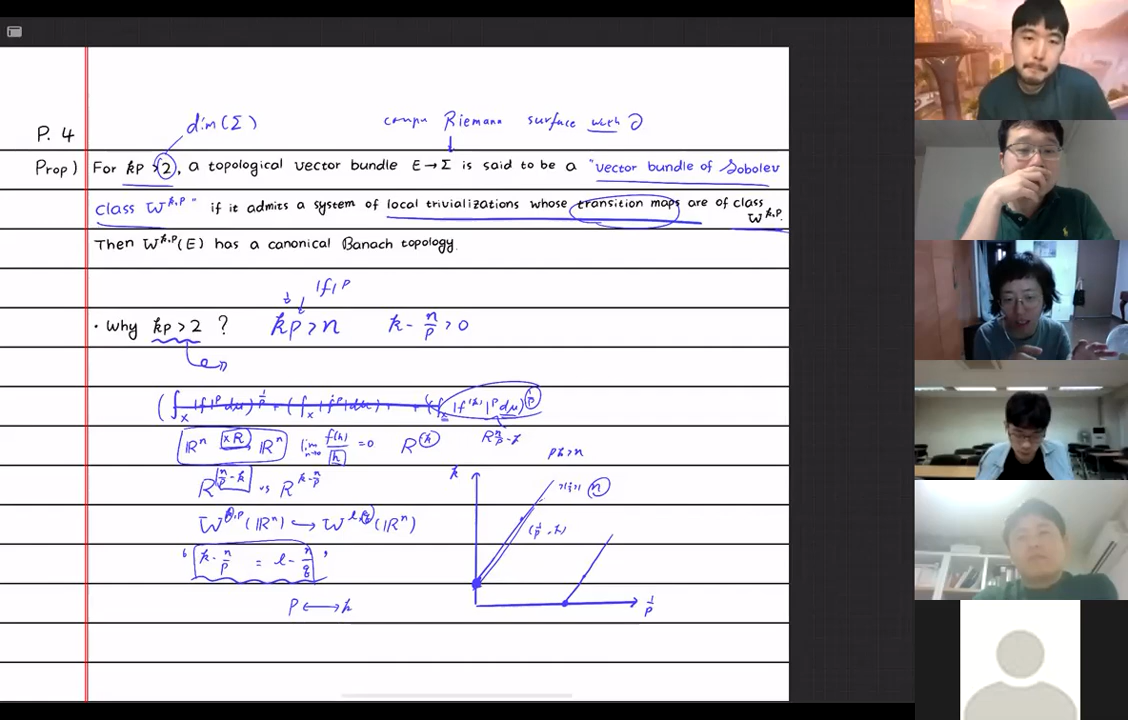 dim(Σ)
compa Riemann surface with ∂
P. 4
Prop) For kp > 2, a topological vector bundle E→Σ is said to be a "vector bundle of Sobolev
class W^{k,p}" if it admits a system of local trivializations whose transition maps are of class
W^{k,p}.
Then W^{k,p}(E) has a canonical Banach topology.
|f|^p
· Why kp > 2 ? kp > n k - n/p > 0
|f^{(k)}|^p dμ)^{1/p}
ℝ^n ×R ℝ^n lim f(h)/h = 0 R^{k} R^{n/p - k}
pk > n
R^{n/p - k} vs R^{k - n/p}
k
n
(1/p, k)
W^{k,p}(ℝ^n) ↪ W^{l,q}(ℝ^n)
' k - n/p = l - n/q '
P ⟷ k
1/p